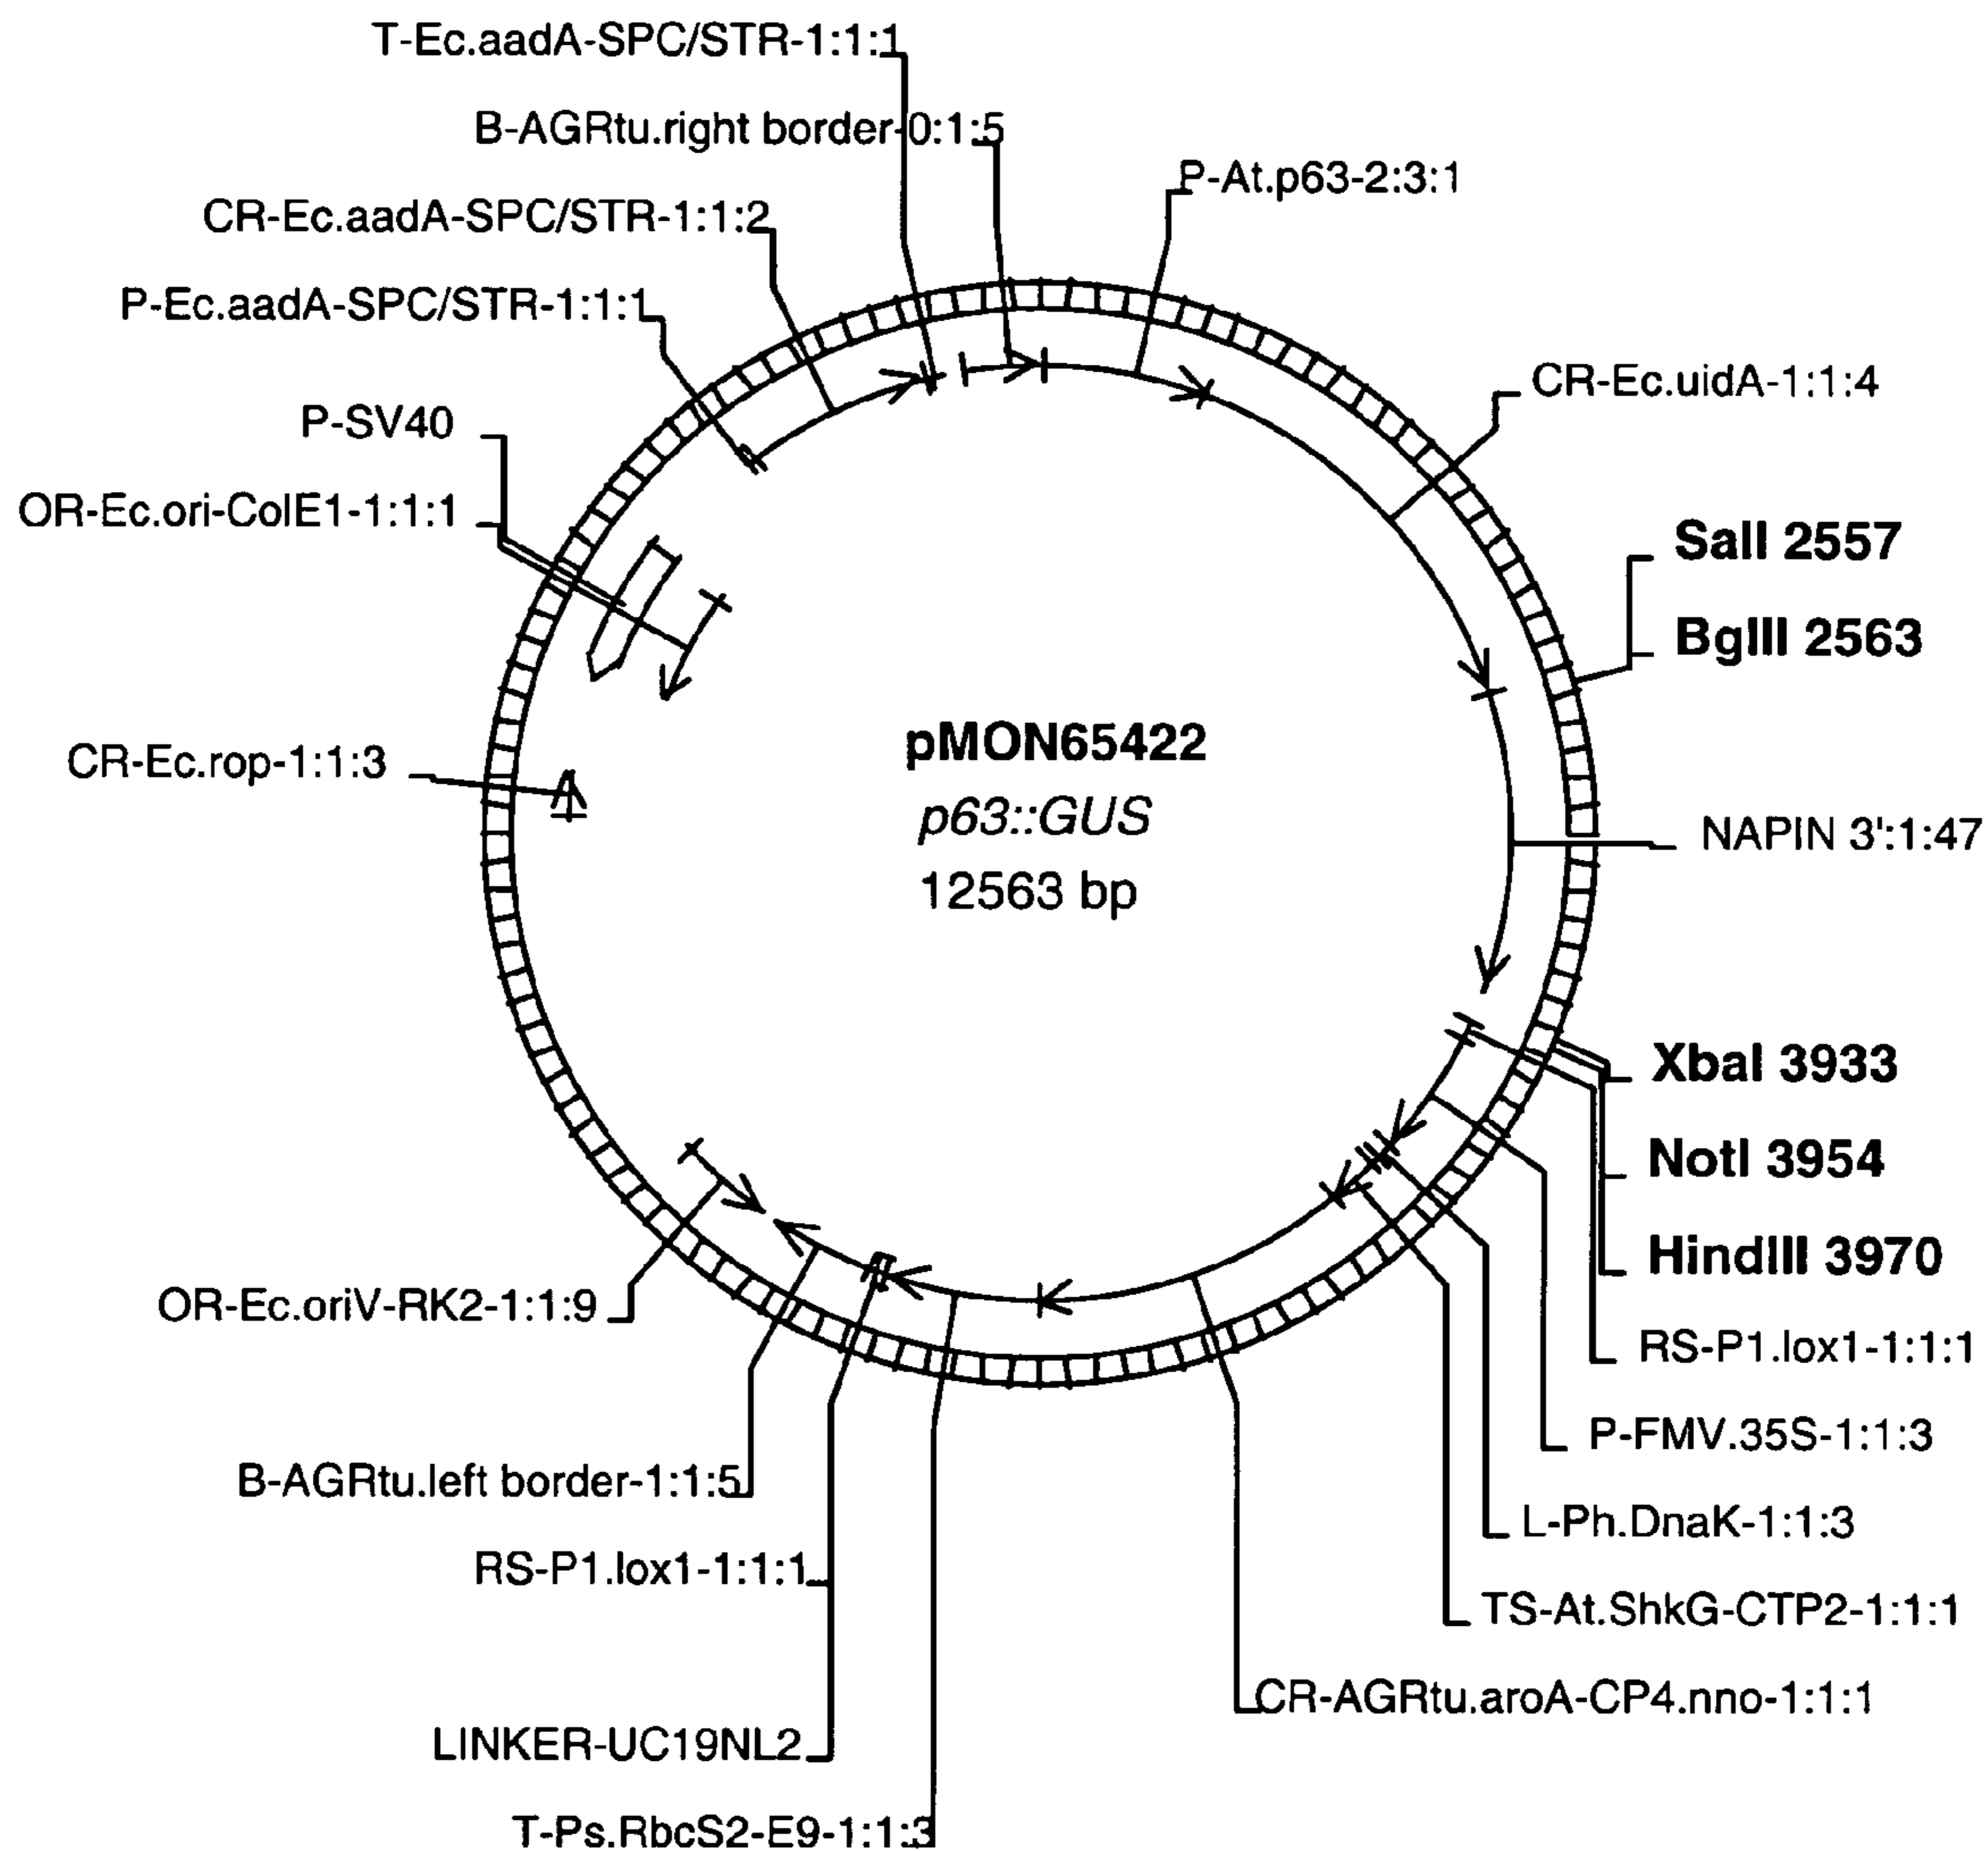 T-Ec.aadA-SPC/STR-1:1:1
B-AGRtu.right border-0:1:5
P-At.p63-2:3:1
CR-Ec.aadA-SPC/STR-1:1:2
P-Ec.aadA-SPC/STR-1:1:1
CR-Ec.uidA-1:1:4
P-SV40
OR-Ec.ori-ColE1-1:1:1
SalI 2557
BglII 2563
pMON65422
CR-Ec.rop-1:1:3
p63::GUS
NAPIN 3':1:47
12563 bp
XbaI 3933
NotI 3954
HindIII 3970
OR-Ec.oriV-RK2-1:1:9
RS-P1.lox1-1:1:1
P-FMV.35S-1:1:3
B-AGRtu.left border-1:1:5
L-Ph.DnaK-1:1:3
RS-P1.lox1-1:1:1
TS-At.ShkG-CTP2-1:1:1
CR-AGRtu.aroA-CP4.nno-1:1:1
LINKER-UC19NL2
T-Ps.RbcS2-E9-1:1:3